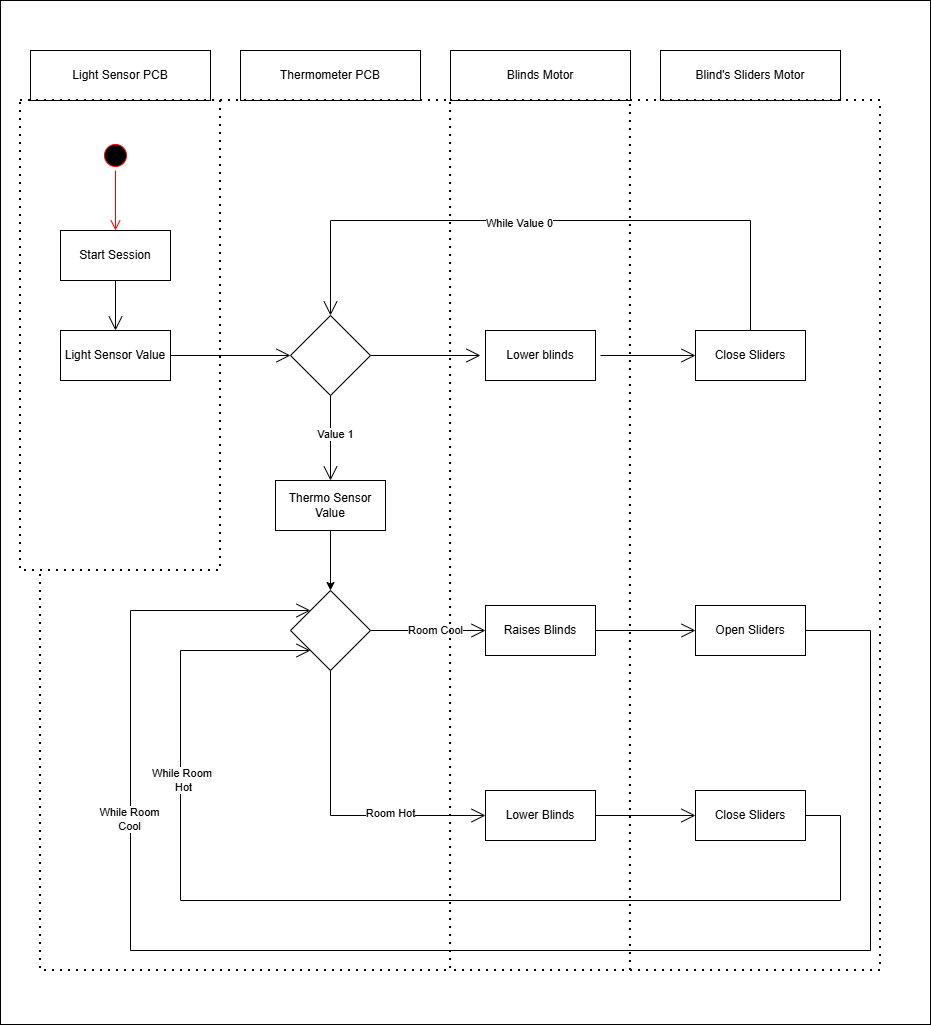 Light Sensor PCB
Thermometer PCB
Blinds Motor
Blind's Sliders Motor
While Value 0
Start Session
Light Sensor Value
Lower blinds
Close Sliders
Value 1
Thermo Sensor
Value
Room Cool
Raises Blinds
Open Sliders
While Room
Hot
While Room
Cool
Room Hot
Lower Blinds
Close Sliders